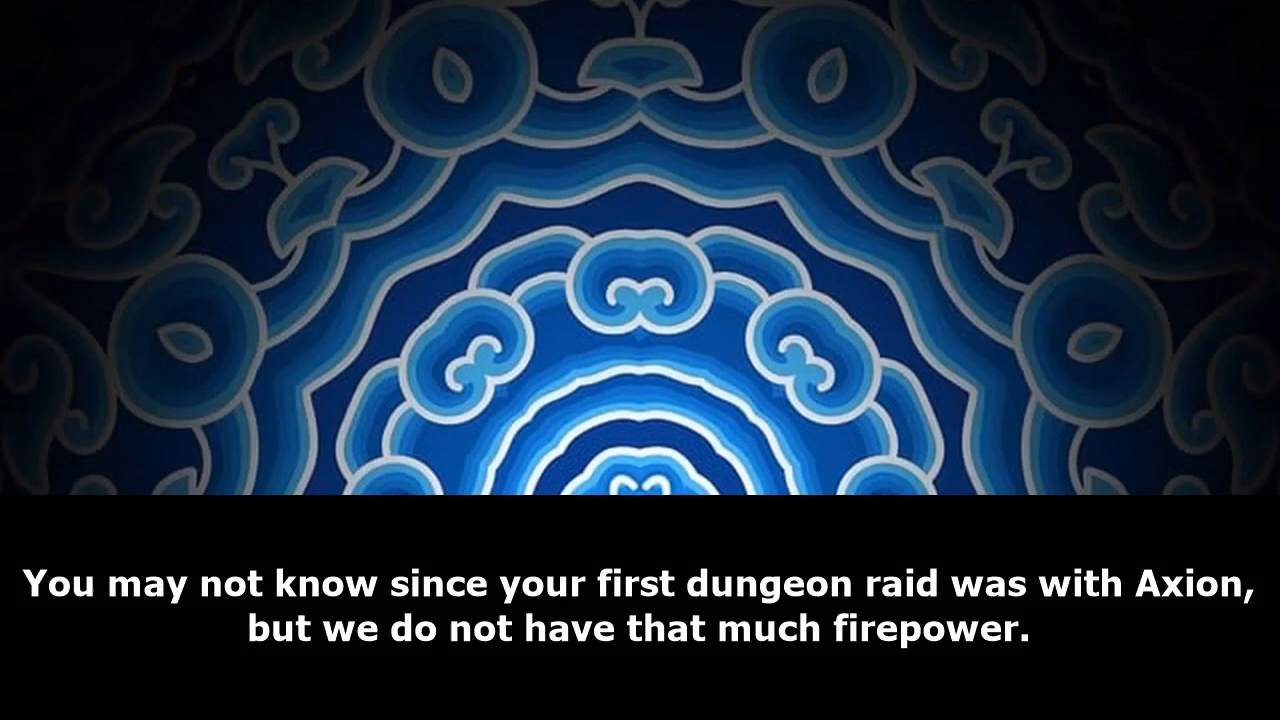 You may not know since your first dungeon raid was with Axion,
but we do not have that much firepower.